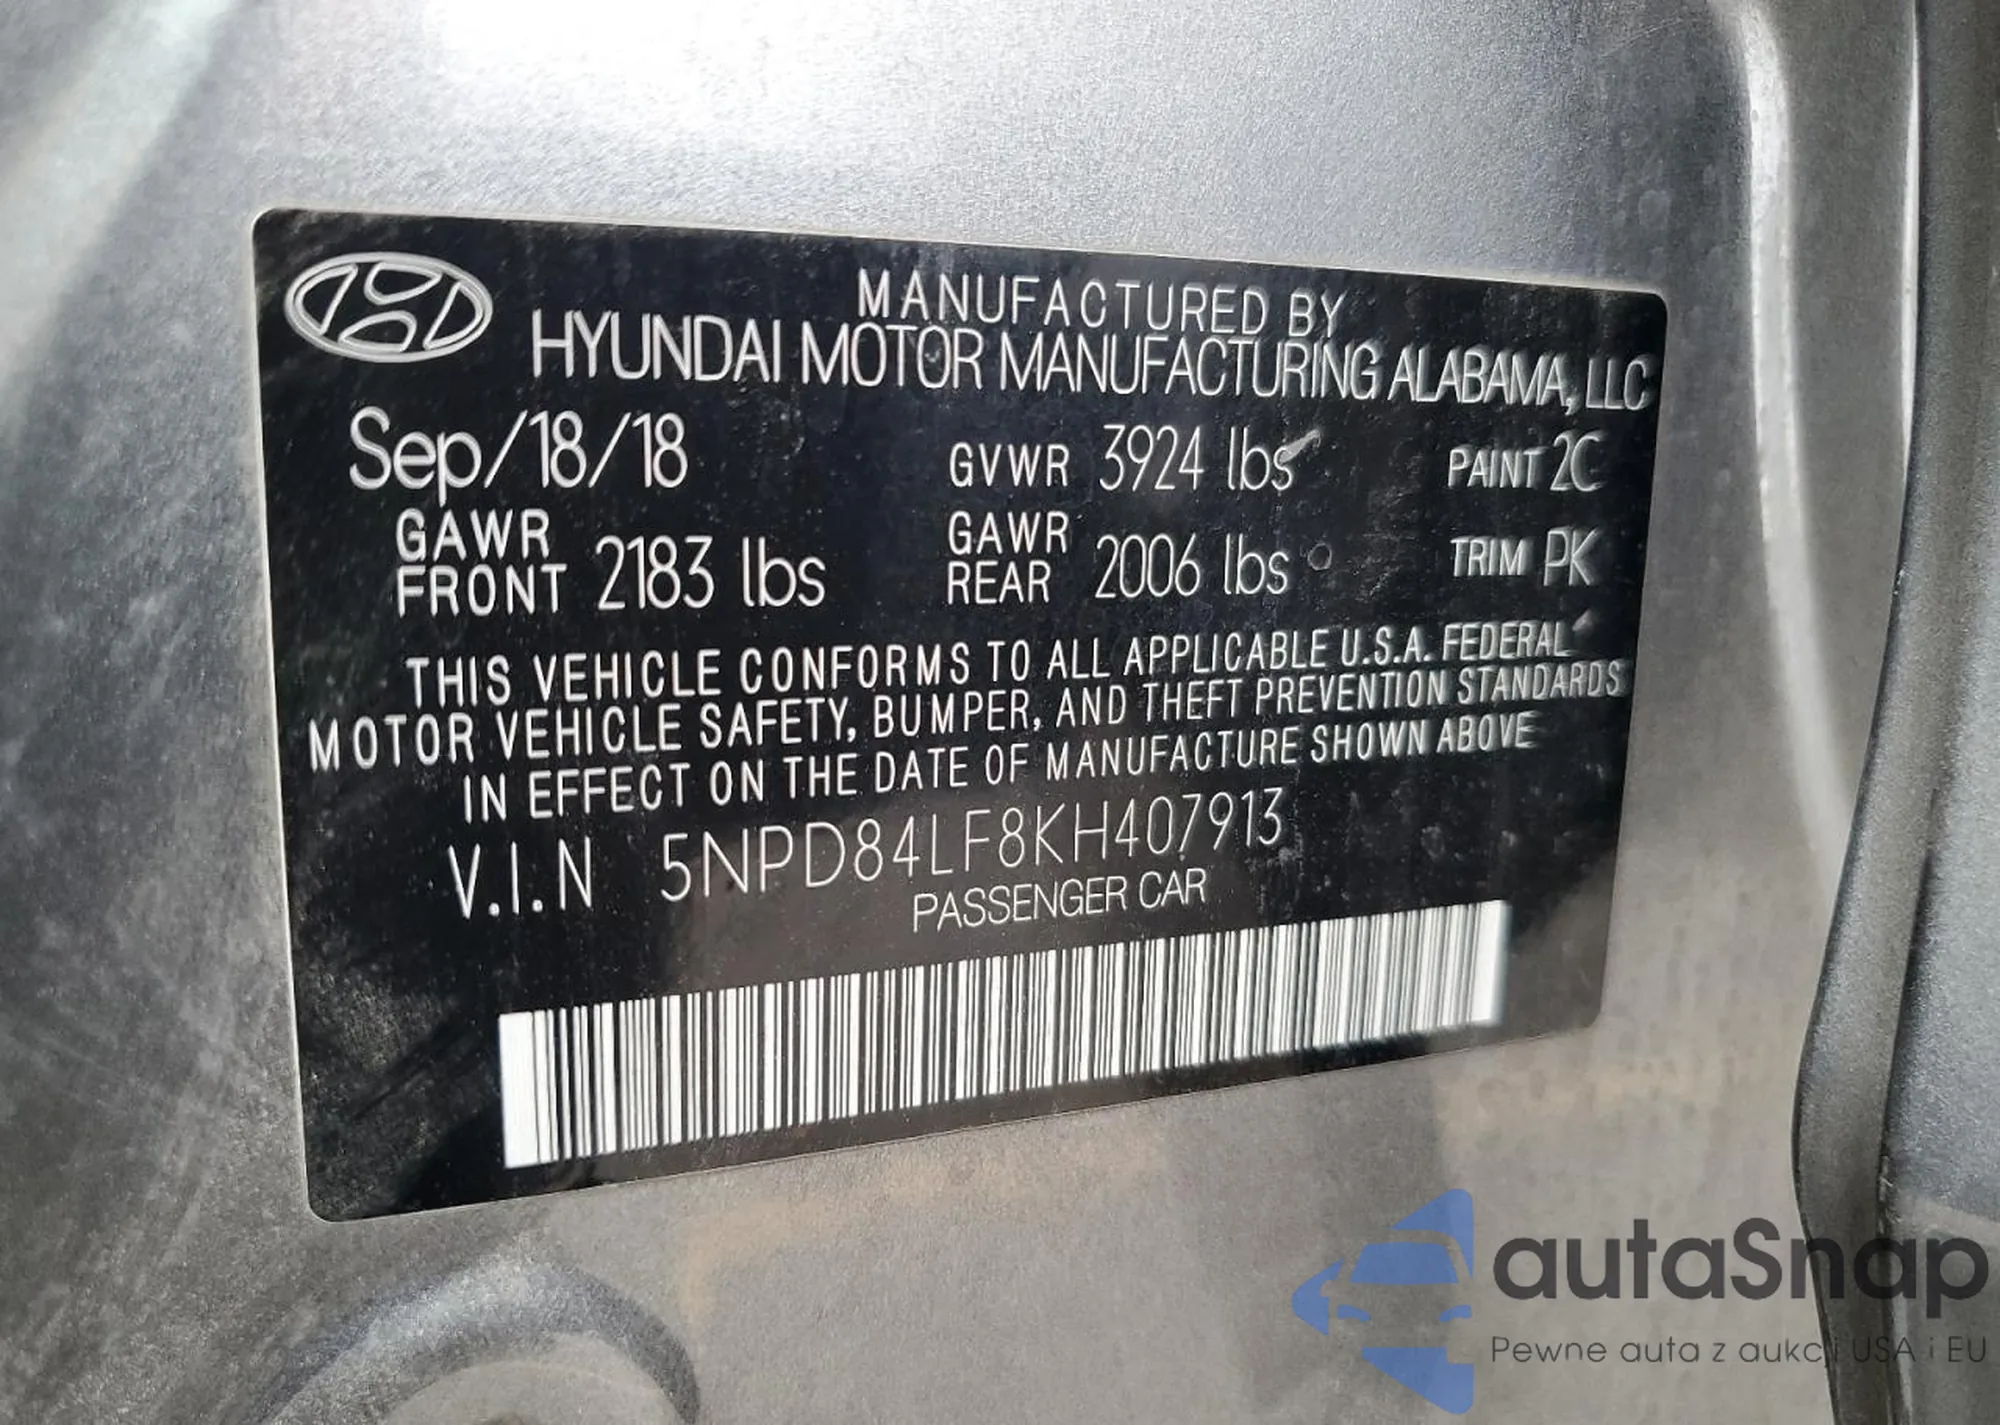 MANUFACTURED BY
HYUNDAI MOTOR MANUFACTURING ALABAMA, LLC
Sep/18/18 GVWR 3924 lbs PAINT 2C
GAWR FRONT 2183 lbs GAWR REAR 2006 lbs TRIM PK
THIS VEHICLE CONFORMS TO ALL APPLICABLE U.S.A. FEDERAL
MOTOR VEHICLE SAFETY, BUMPER, AND THEFT PREVENTION STANDARDS
IN EFFECT ON THE DATE OF MANUFACTURE SHOWN ABOVE
V.I.N 5NPD84LF8KH407913
PASSENGER CAR
autaSnap
Pewne auta z aukcji USA i EU